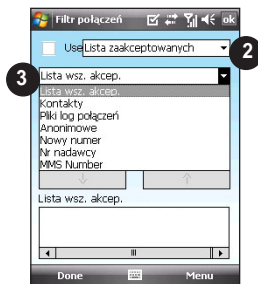 Filtr połączeń ok
Use Lista zaakceptowanych
2
3
Lista wsz. akcep.
Lista wsz. akcep.
Kontakty
Pliki log połączeń
Anonimowe
Nowy numer
Nr nadawcy
MMS Number
Lista wsz. akcep.
Done Menu